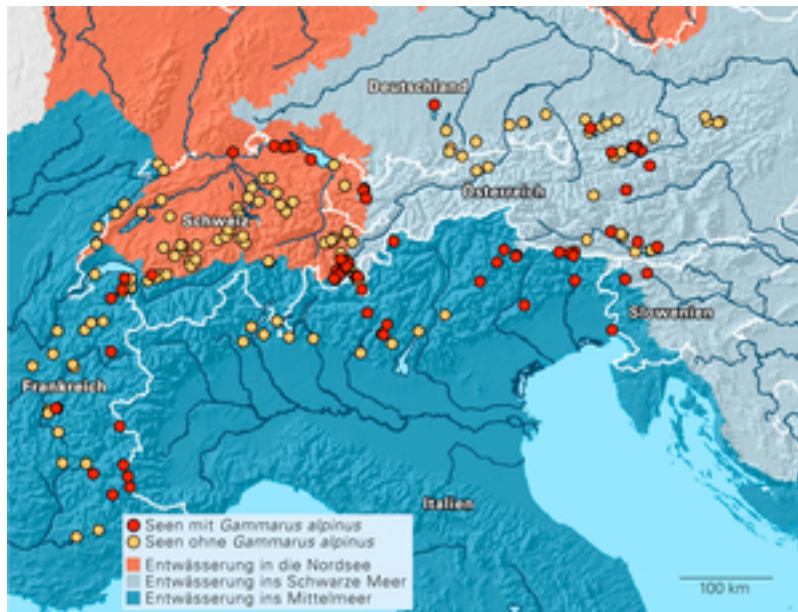 Deutschland
Österreich
Schweiz
Slowenien
Frankreich
Italien
Seen mit Gammarus alpinus
Seen ohne Gammarus alpinus
Entwässerung in die Nordsee
Entwässerung ins Schwarze Meer
Entwässerung ins Mittelmeer
100 km